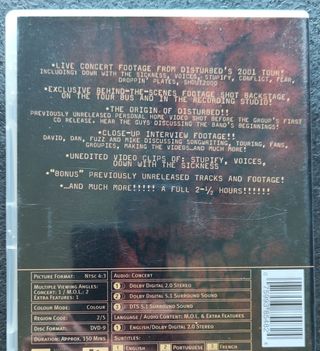 *LIVE CONCERT FOOTAGE FROM DISTURBED'S 2001 TOUR!
INCLUDING: DOWN WITH THE SICKNESS, VOICES, STUPIFY, CONFLICT, FEAR,
DROPPIN' PLATES, SHOUT2000
*EXCLUSIVE BEHIND-THE-SCENES FOOTAGE SHOT BACKSTAGE,
ON THE TOUR BUS AND IN THE RECORDING STUDIO!
*THE ORIGIN OF DISTURBED!!
PREVIOUSLY UNRELEASED PERSONAL HOME VIDEO SHOT BEFORE THE GROUP'S FIRST
CD RELEASE. HEAR THE GUYS DISCUSSING THE BAND'S BEGINNINGS!
*CLOSE-UP INTERVIEW FOOTAGE!!
DAVID, DAN, FUZZ AND MIKE DISCUSSING SONGWRITING, TOURING, FANS,
GROUPIES, MAKING THE VIDEOS...AND MUCH MORE!
*UNEDITED VIDEO CLIPS OF: STUPIFY, VOICES,
DOWN WITH THE SICKNESS
*"BONUS" PREVIOUSLY UNRELEASED TRACKS AND FOOTAGE!
*...AND MUCH MORE!!!!! A FULL 2-1/2 HOURS!!!!!!
PICTURE FORMAT: NTSC 4:3
MULTIPLE VIEWING ANGLES:
CONCERT: 1 / M.O.L.: 2
EXTRA FEATURES: 1
COLOUR MODE: COLOUR
REGION CODE: 2/5
DISC FORMAT: DVD-9
DURATION: APPROX. 150 MINS
AUDIO: CONCERT
1 DOLBY DIGITAL 2.0 STEREO
2 DOLBY DIGITAL 5.1 SURROUND SOUND
3 DTS 5.1 SURROUND SOUND
LANGUAGE / AUDIO CONTENT: M.O.L. & EXTRA FEATURES
1 ENGLISH/DOLBY DIGITAL 2.0 STEREO
SUBTITLES:
1 ENGLISH 2 PORTUGUESE 3 FRENCH